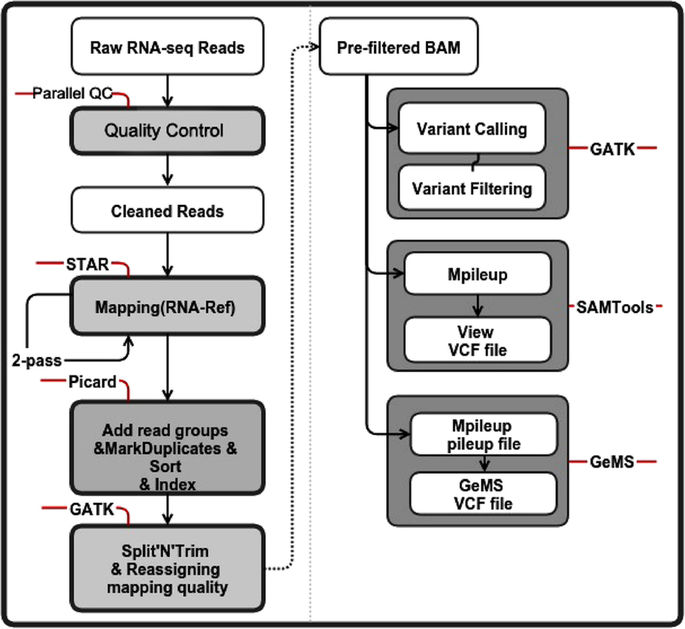 Raw RNA-seq Reads
Parallel QC
Quality Control
Cleaned Reads
STAR
Mapping(RNA-Ref)
2-pass
Picard
Add read groups
&MarkDuplicates &
Sort
& Index
GATK
Split'N'Trim
& Reassigning
mapping quality
Pre-filtered BAM
Variant Calling
GATK
Variant Filtering
Mpileup
SAMTools
View
VCF file
Mpileup
pileup file
GeMS
GeMS
VCF file